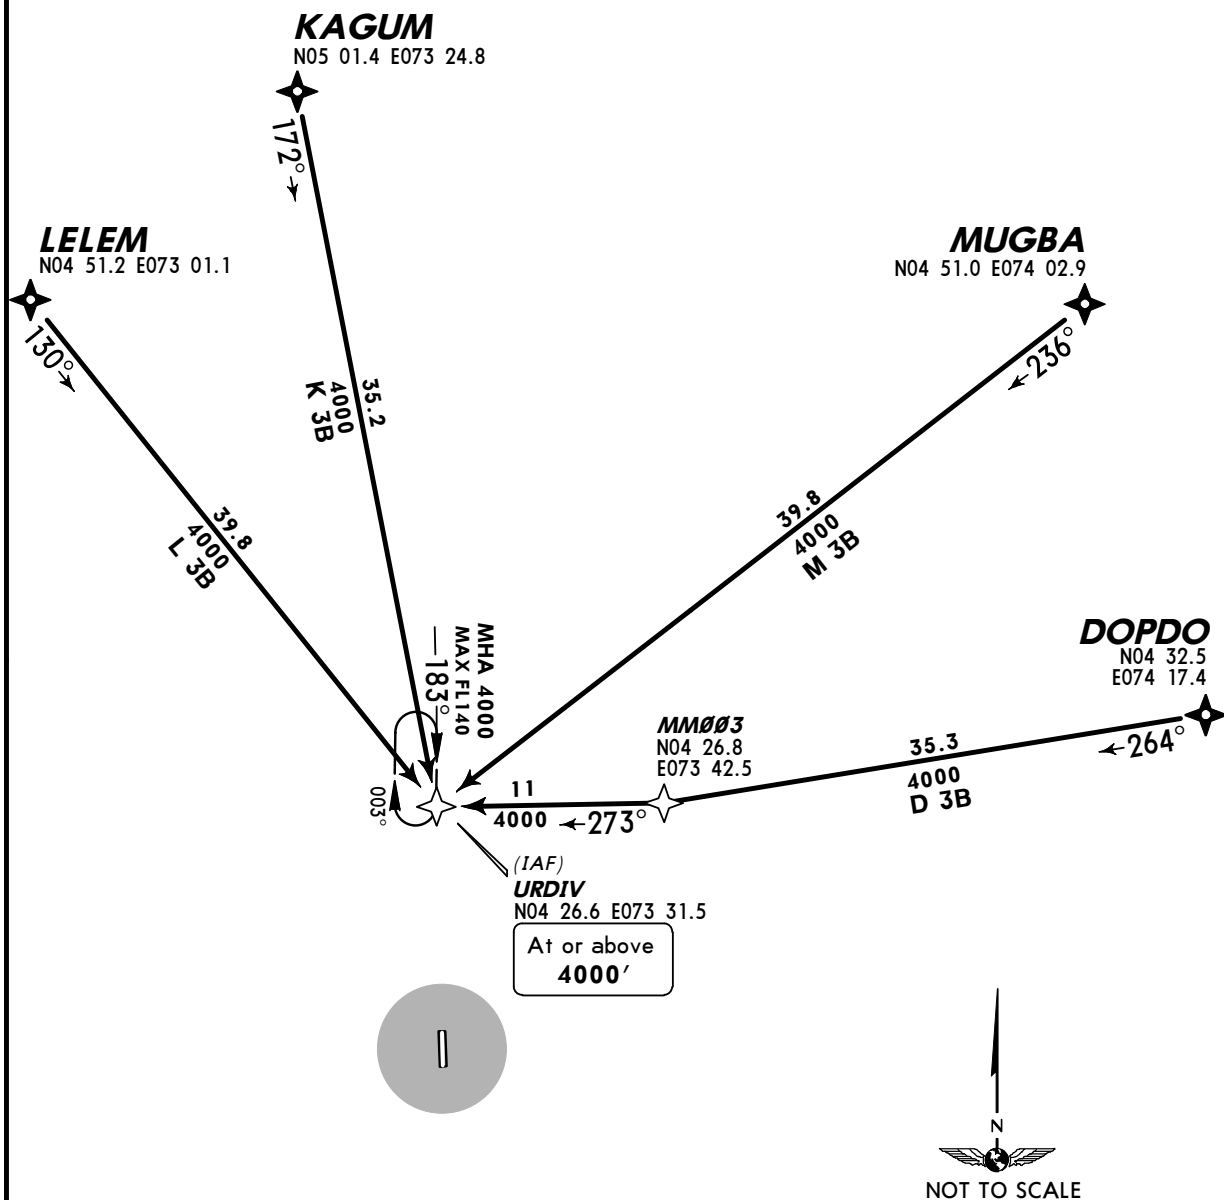 KAGUM
N05 01.4 E073 24.8
172°
LELEM
N04 51.2 E073 01.1
130°
MUGBA
N04 51.0 E074 02.9
236°
35.2
4000
K 3B
39.8
4000
L 3B
39.8
4000
M 3B
DOPDO
N04 32.5
E074 17.4
264°
MHA 4000
MAX FL140
183°
003°
MMØØ3
N04 26.8
E073 42.5
35.3
4000
D 3B
11
4000
273°
(IAF)
URDIV
N04 26.6 E073 31.5
At or above
4000'
N
NOT TO SCALE